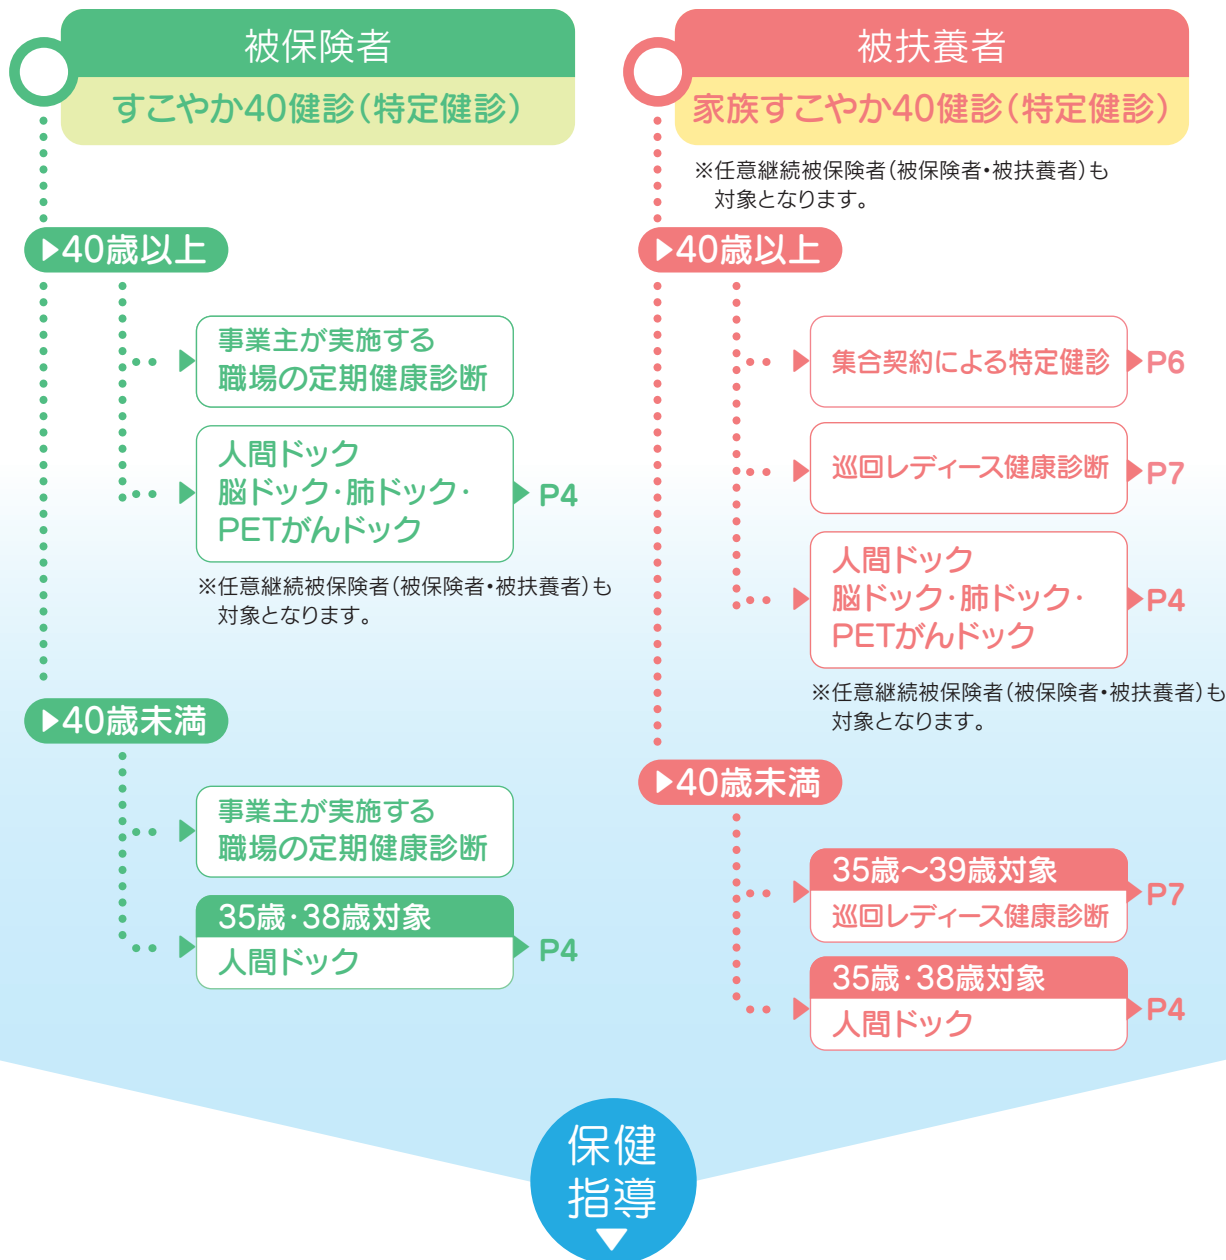 被保険者
すこやか40健診(特定健診)
▶40歳以上
事業主が実施する
職場の定期健康診断
人間ドック
脳ドック・肺ドック・
PETがんドック
P4
※任意継続被保険者(被保険者・被扶養者)も
対象となります。
▶40歳未満
事業主が実施する
職場の定期健康診断
35歳・38歳対象
人間ドック
P4
被扶養者
家族すこやか40健診(特定健診)
※任意継続被保険者(被保険者・被扶養者)も
対象となります。
▶40歳以上
集合契約による特定健診
P6
巡回レディース健康診断
P7
人間ドック
脳ドック・肺ドック・
PETがんドック
P4
※任意継続被保険者(被保険者・被扶養者)も
対象となります。
▶40歳未満
35歳~39歳対象
巡回レディース健康診断
P7
35歳・38歳対象
人間ドック
P4
保健
指導